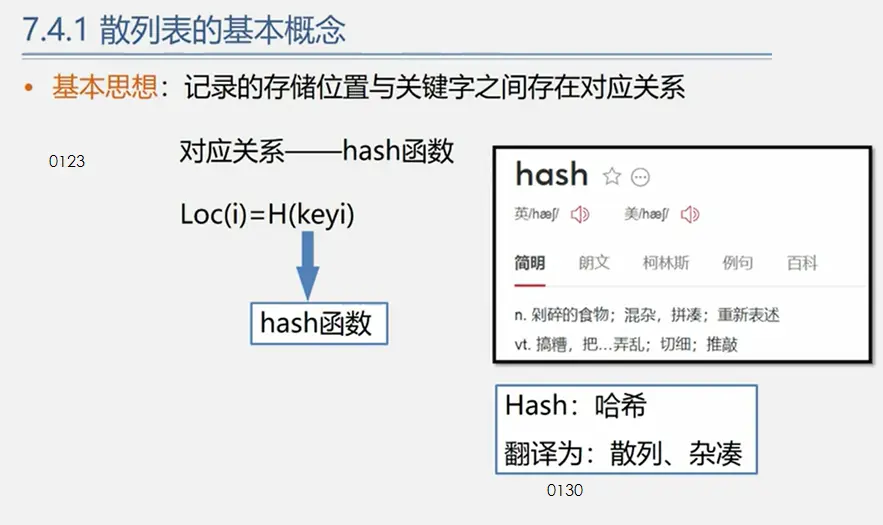 7.4.1 散列表的基本概念
• 基本思想：记录的存储位置与关键字之间存在对应关系
0123
对应关系——hash函数
Loc(i)=H(keyi)
hash函数
hash
英/hæʃ/ 美/hæʃ/
简明 朗文 柯林斯 例句 百科
n. 剁碎的食物；混杂，拼凑；重新表述
vt. 搞糟，把…弄乱；切细；推敲
Hash：哈希
翻译为：散列、杂凑
0130